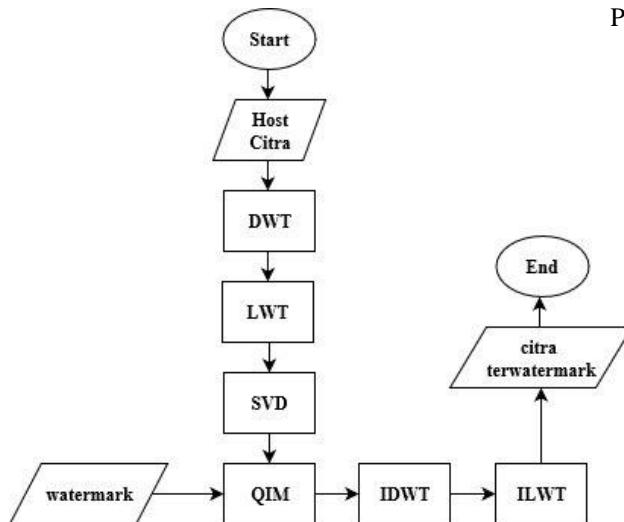 P
Start
Host
Citra
DWT
LWT
SVD
End
citra
terwatermark
watermark
QIM
IDWT
ILWT